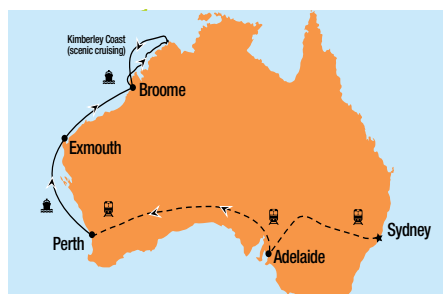 Kimberley Coast
(scenic cruising)
Broome
Exmouth
Perth
Adelaide
Sydney